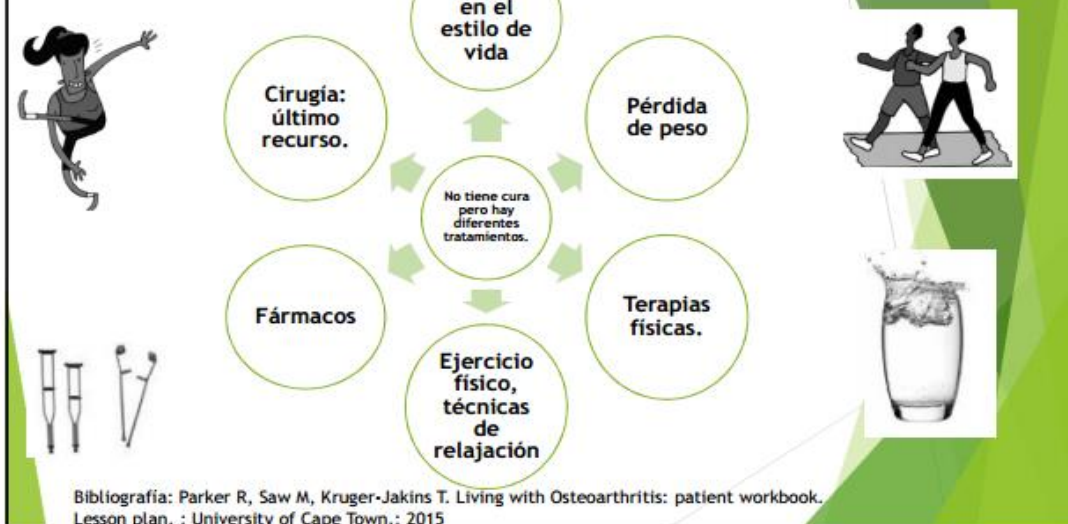 en el
estilo de
vida
Cirugía:
último
recurso.
Pérdida
de peso
No tiene cura
pero hay
diferentes
tratamientos.
Fármacos
Terapias
físicas.
Ejercicio
físico,
técnicas
de
relajación
Bibliografía: Parker R, Saw M, Kruger-Jakins T. Living with Osteoarthritis: patient workbook.
Lesson plan. : University of Cape Town.; 2015